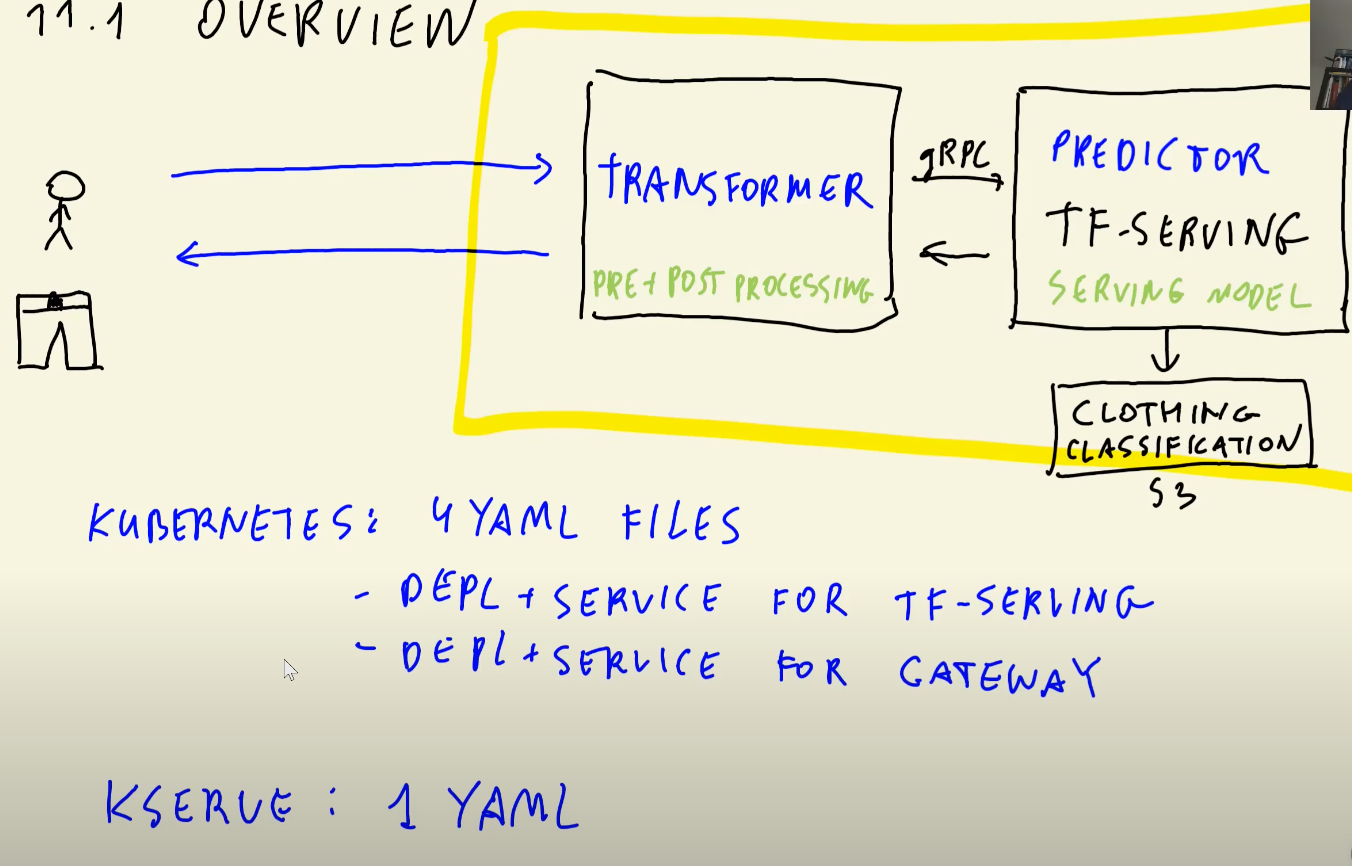 11.1 OVERVIEW
TRANSFORMER
PRE + POST PROCESSING
gRPC
PREDICTOR
TF-SERVING
SERVING MODEL
CLOTHING
CLASSIFICATION
S3
KUBERNETES: 4 YAML FILES
- DEPL + SERVICE FOR TF-SERVING
- DEPL + SERVICE FOR GATEWAY
KSERVE: 1 YAML